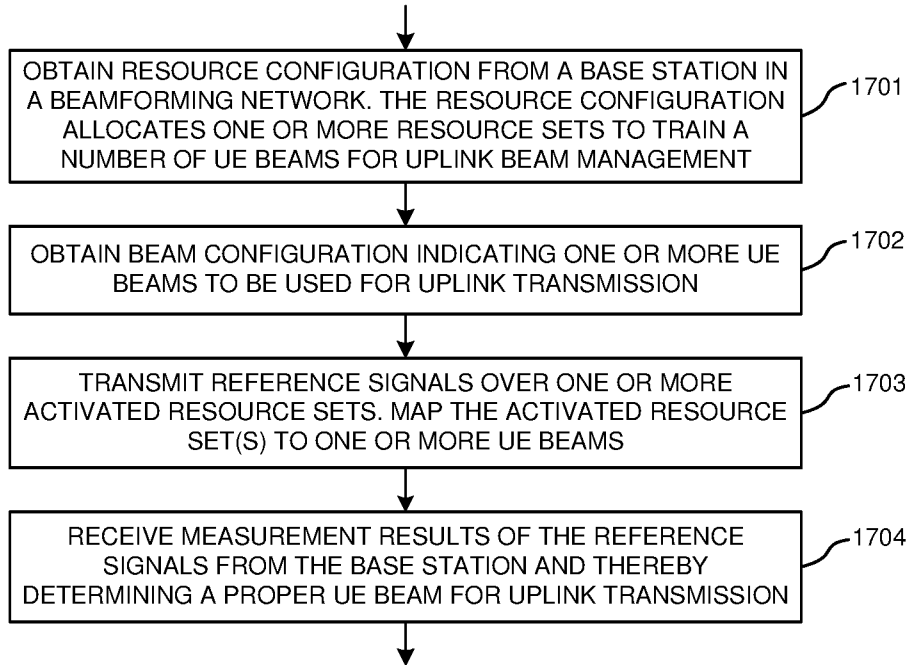 OBTAIN RESOURCE CONFIGURATION FROM A BASE STATION IN
A BEAMFORMING NETWORK. THE RESOURCE CONFIGURATION
ALLOCATES ONE OR MORE RESOURCE SETS TO TRAIN A
NUMBER OF UE BEAMS FOR UPLINK BEAM MANAGEMENT
1701
OBTAIN BEAM CONFIGURATION INDICATING ONE OR MORE UE
BEAMS TO BE USED FOR UPLINK TRANSMISSION
1702
TRANSMIT REFERENCE SIGNALS OVER ONE OR MORE
ACTIVATED RESOURCE SETS. MAP THE ACTIVATED RESOURCE
SET(S) TO ONE OR MORE UE BEAMS
1703
RECEIVE MEASUREMENT RESULTS OF THE REFERENCE
SIGNALS FROM THE BASE STATION AND THEREBY
DETERMINING A PROPER UE BEAM FOR UPLINK TRANSMISSION
1704